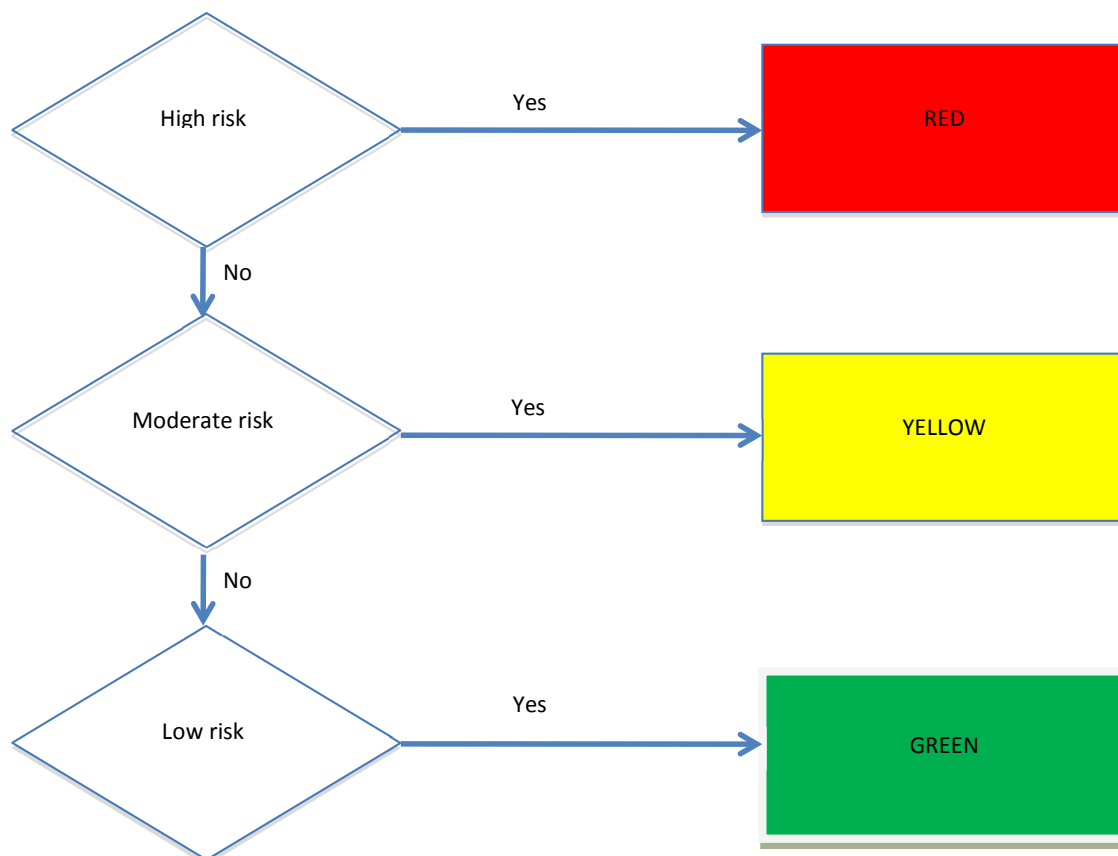 High risk
Yes
RED
No
Moderate risk
Yes
YELLOW
No
Low risk
Yes
GREEN